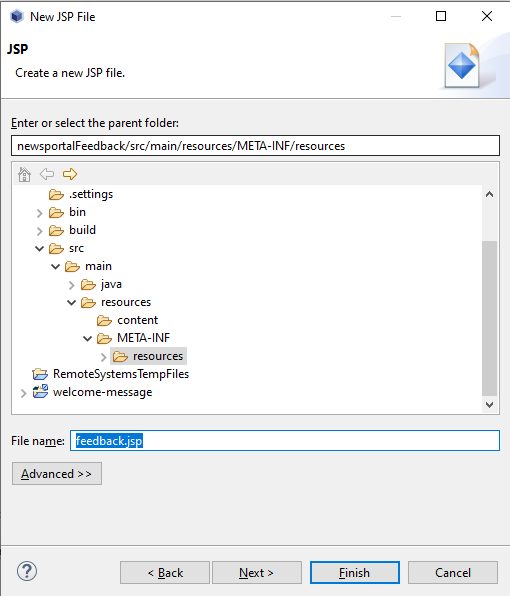 New JSP File
JSP
Create a new JSP file.
Enter or select the parent folder:
newsportalFeedback/src/main/resources/META-INF/resources
.settings
bin
build
src
main
java
resources
content
META-INF
resources
RemoteSystemsTempFiles
welcome-message
File name: feedback.jsp
Advanced >>
? < Back Next > Finish Cancel